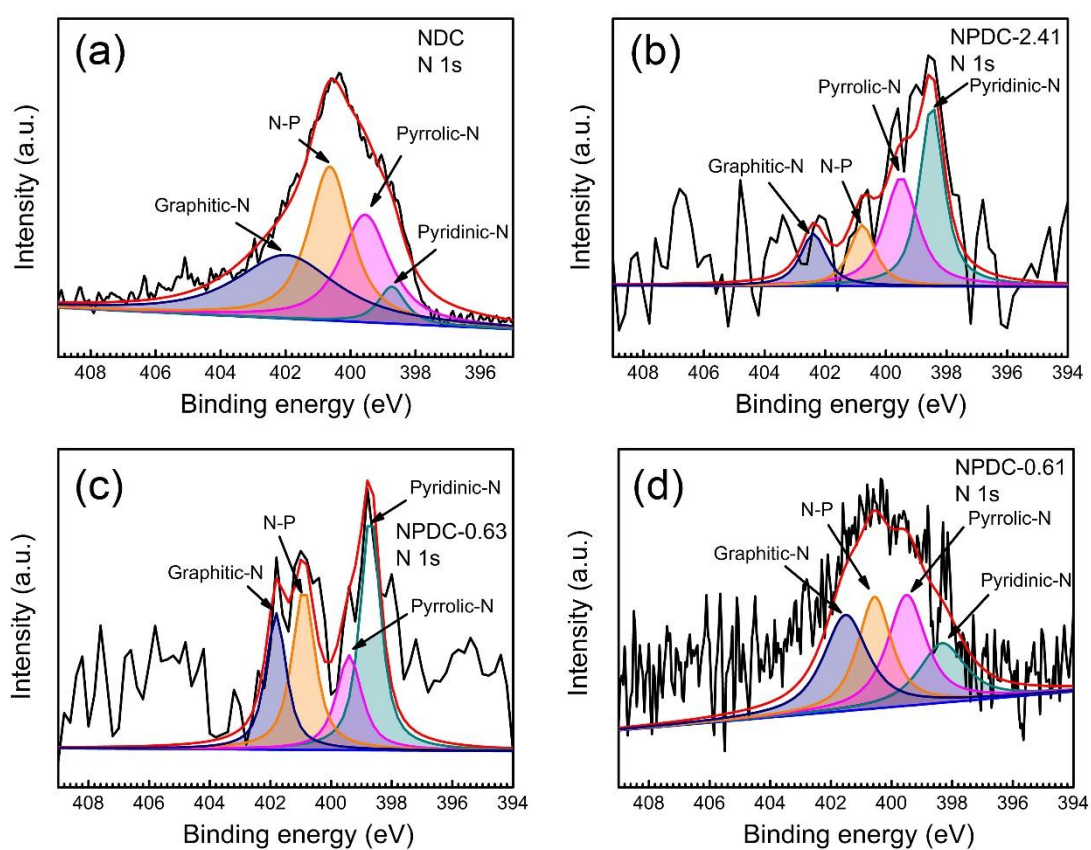 (a)
NDC
N 1s
N-P
Pyrrolic-N
Graphitic-N
Pyridinic-N
Intensity (a.u.)
408 406 404 402 400 398 396
Binding energy (eV)
(b)
NPDC-2.41
N 1s
Pyrrolic-N
Pyridinic-N
Graphitic-N
N-P
Intensity (a.u.)
408 406 404 402 400 398 396 394
Binding energy (eV)
(c)
Pyridinic-N
N-P
NPDC-0.63
N 1s
Graphitic-N
Pyrrolic-N
Intensity (a.u.)
408 406 404 402 400 398 396 394
Binding energy (eV)
(d)
NPDC-0.61
N 1s
N-P
Pyrrolic-N
Graphitic-N
Pyridinic-N
Intensity (a.u.)
408 406 404 402 400 398 396 394
Binding energy (eV)